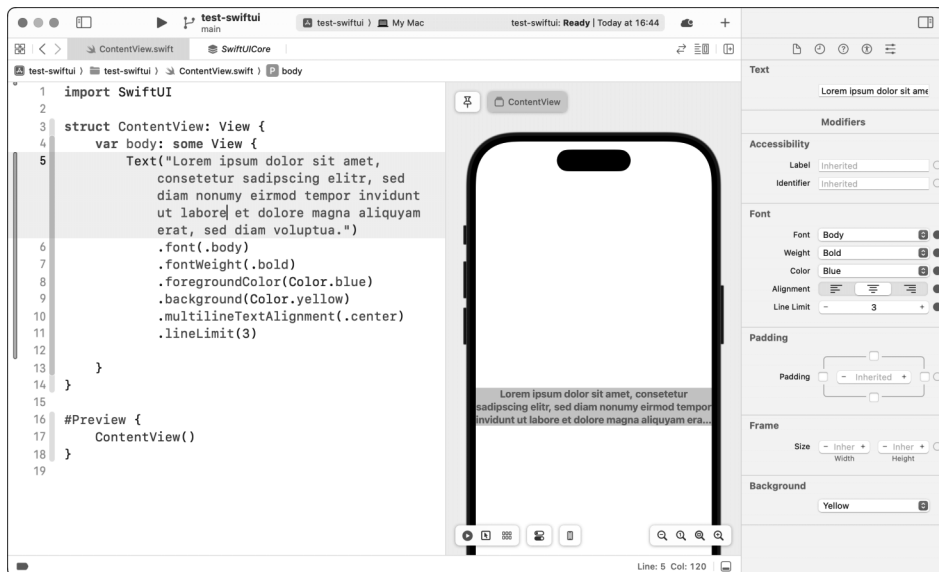 test-swiftui
main
test-swiftui ⟩ My Mac
test-swiftui: Ready | Today at 16:44
ContentView.swift
SwiftUICore
test-swiftui ⟩ test-swiftui ⟩ ContentView.swift ⟩ P body
1 import SwiftUI
2
3 struct ContentView: View {
4 var body: some View {
5 Text("Lorem ipsum dolor sit amet,
consetetur sadipscing elitr, sed
diam nonumy eirmod tempor invidunt
ut labore et dolore magna aliquyam
erat, sed diam voluptua.")
6 .font(.body)
7 .fontWeight(.bold)
8 .foregroundColor(Color.blue)
9 .background(Color.yellow)
10 .multilineTextAlignment(.center)
11 .lineLimit(3)
12
13 }
14 }
15
16 #Preview {
17 ContentView()
18 }
19
ContentView
Lorem ipsum dolor sit amet, consetetur
sadipscing elitr, sed diam nonumy eirmod tempor
invidunt ut labore et dolore magna aliquyam era...
Line: 5 Col: 120
Text
Lorem ipsum dolor sit ame
Modifiers
Accessibility
Label Inherited
Identifier Inherited
Font
Font Body
Weight Bold
Color Blue
Alignment
Line Limit − 3 +
Padding
Padding − Inherited +
Frame
Size − Inher + − Inher +
Width Height
Background
Yellow